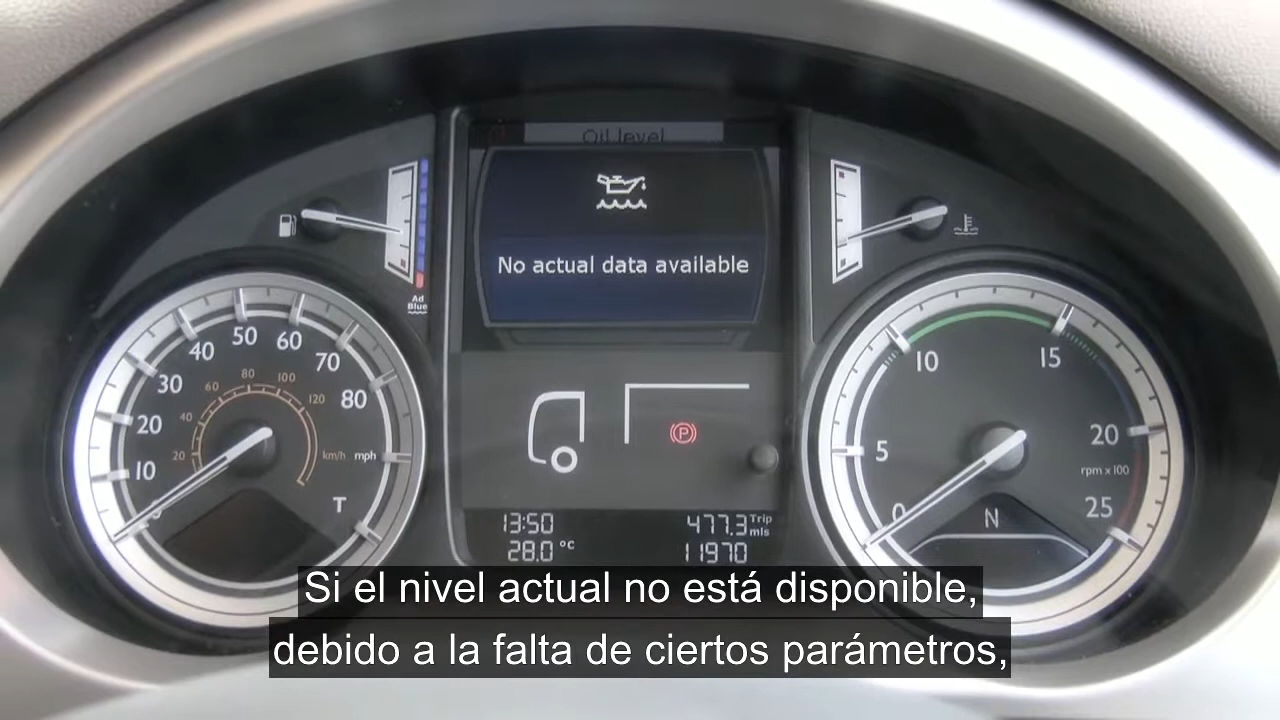 Oil level
No actual data available
Ad
Blue
10
20
30
40
50
60
70
80
20
40
60
80
100
120
km/h mph
T
0
5
10
15
20
25
rpm x100
N
P
13:50
477.3 Trip mls
28.0 °C
11970
Si el nivel actual no está disponible,
debido a la falta de ciertos parámetros,